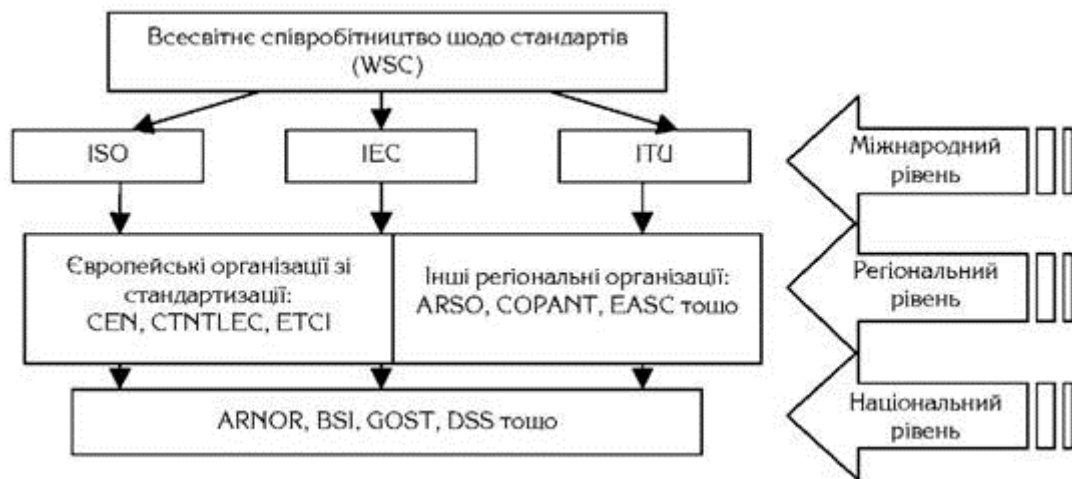 Всесвітнє співробітництво щодо стандартів
(WSC)
ISO
IEC
ITU
Міжнародний
рівень
Європейські організації зі
стандартизації:
CEN, CTNTLEC, ETCI
Інші регіональні організації:
ARSO, COPANT, EASC тощо
Регіональний
рівень
ARNOR, BSI, GOST, DSS тощо
Національний
рівень